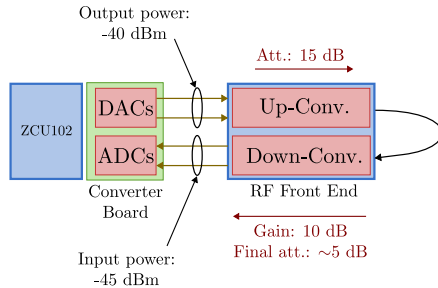 Output power:
-40 dBm
Att.: 15 dB
ZCU102
DACs
Up-Conv.
ADCs
Down-Conv.
Converter
Board
RF Front End
Input power:
-45 dBm
Gain: 10 dB
Final att.: ~5 dB